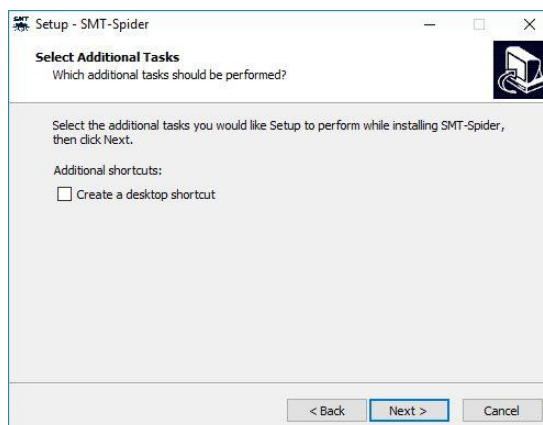 SMT
Setup - SMT-Spider
Select Additional Tasks
Which additional tasks should be performed?
Select the additional tasks you would like Setup to perform while installing SMT-Spider,
then click Next.
Additional shortcuts:
Create a desktop shortcut
< Back
Next >
Cancel